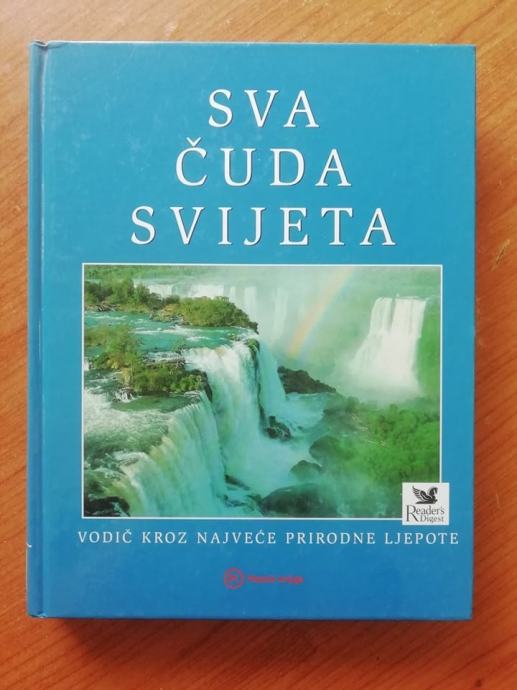 SVA
ČUDA
SVIJETA
Reader's
Digest
VODIČ KROZ NAJVEĆE PRIRODNE LJEPOTE